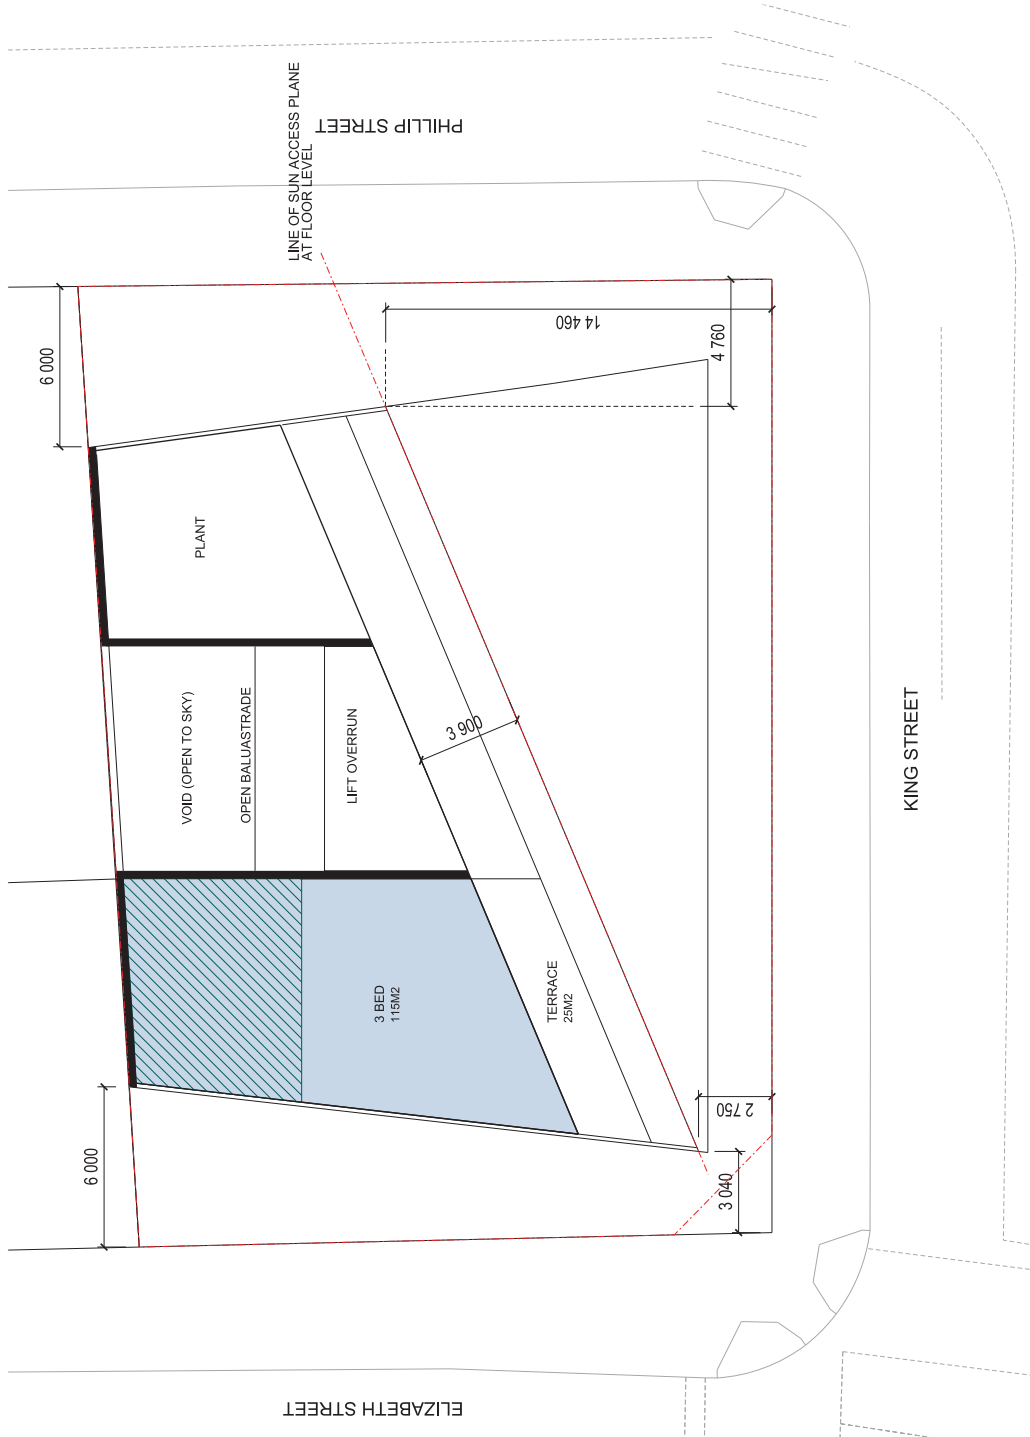 PHILLIP STREET
LINE OF SUN ACCESS PLANE
AT FLOOR LEVEL
6 000
14 460
4 760
PLANT
VOID (OPEN TO SKY)
OPEN BALUASTRADE
LIFT OVERRUN
3 900
KING STREET
3 BED
115M2
TERRACE
25M2
6 000
2 750
3 040
ELIZABETH STREET